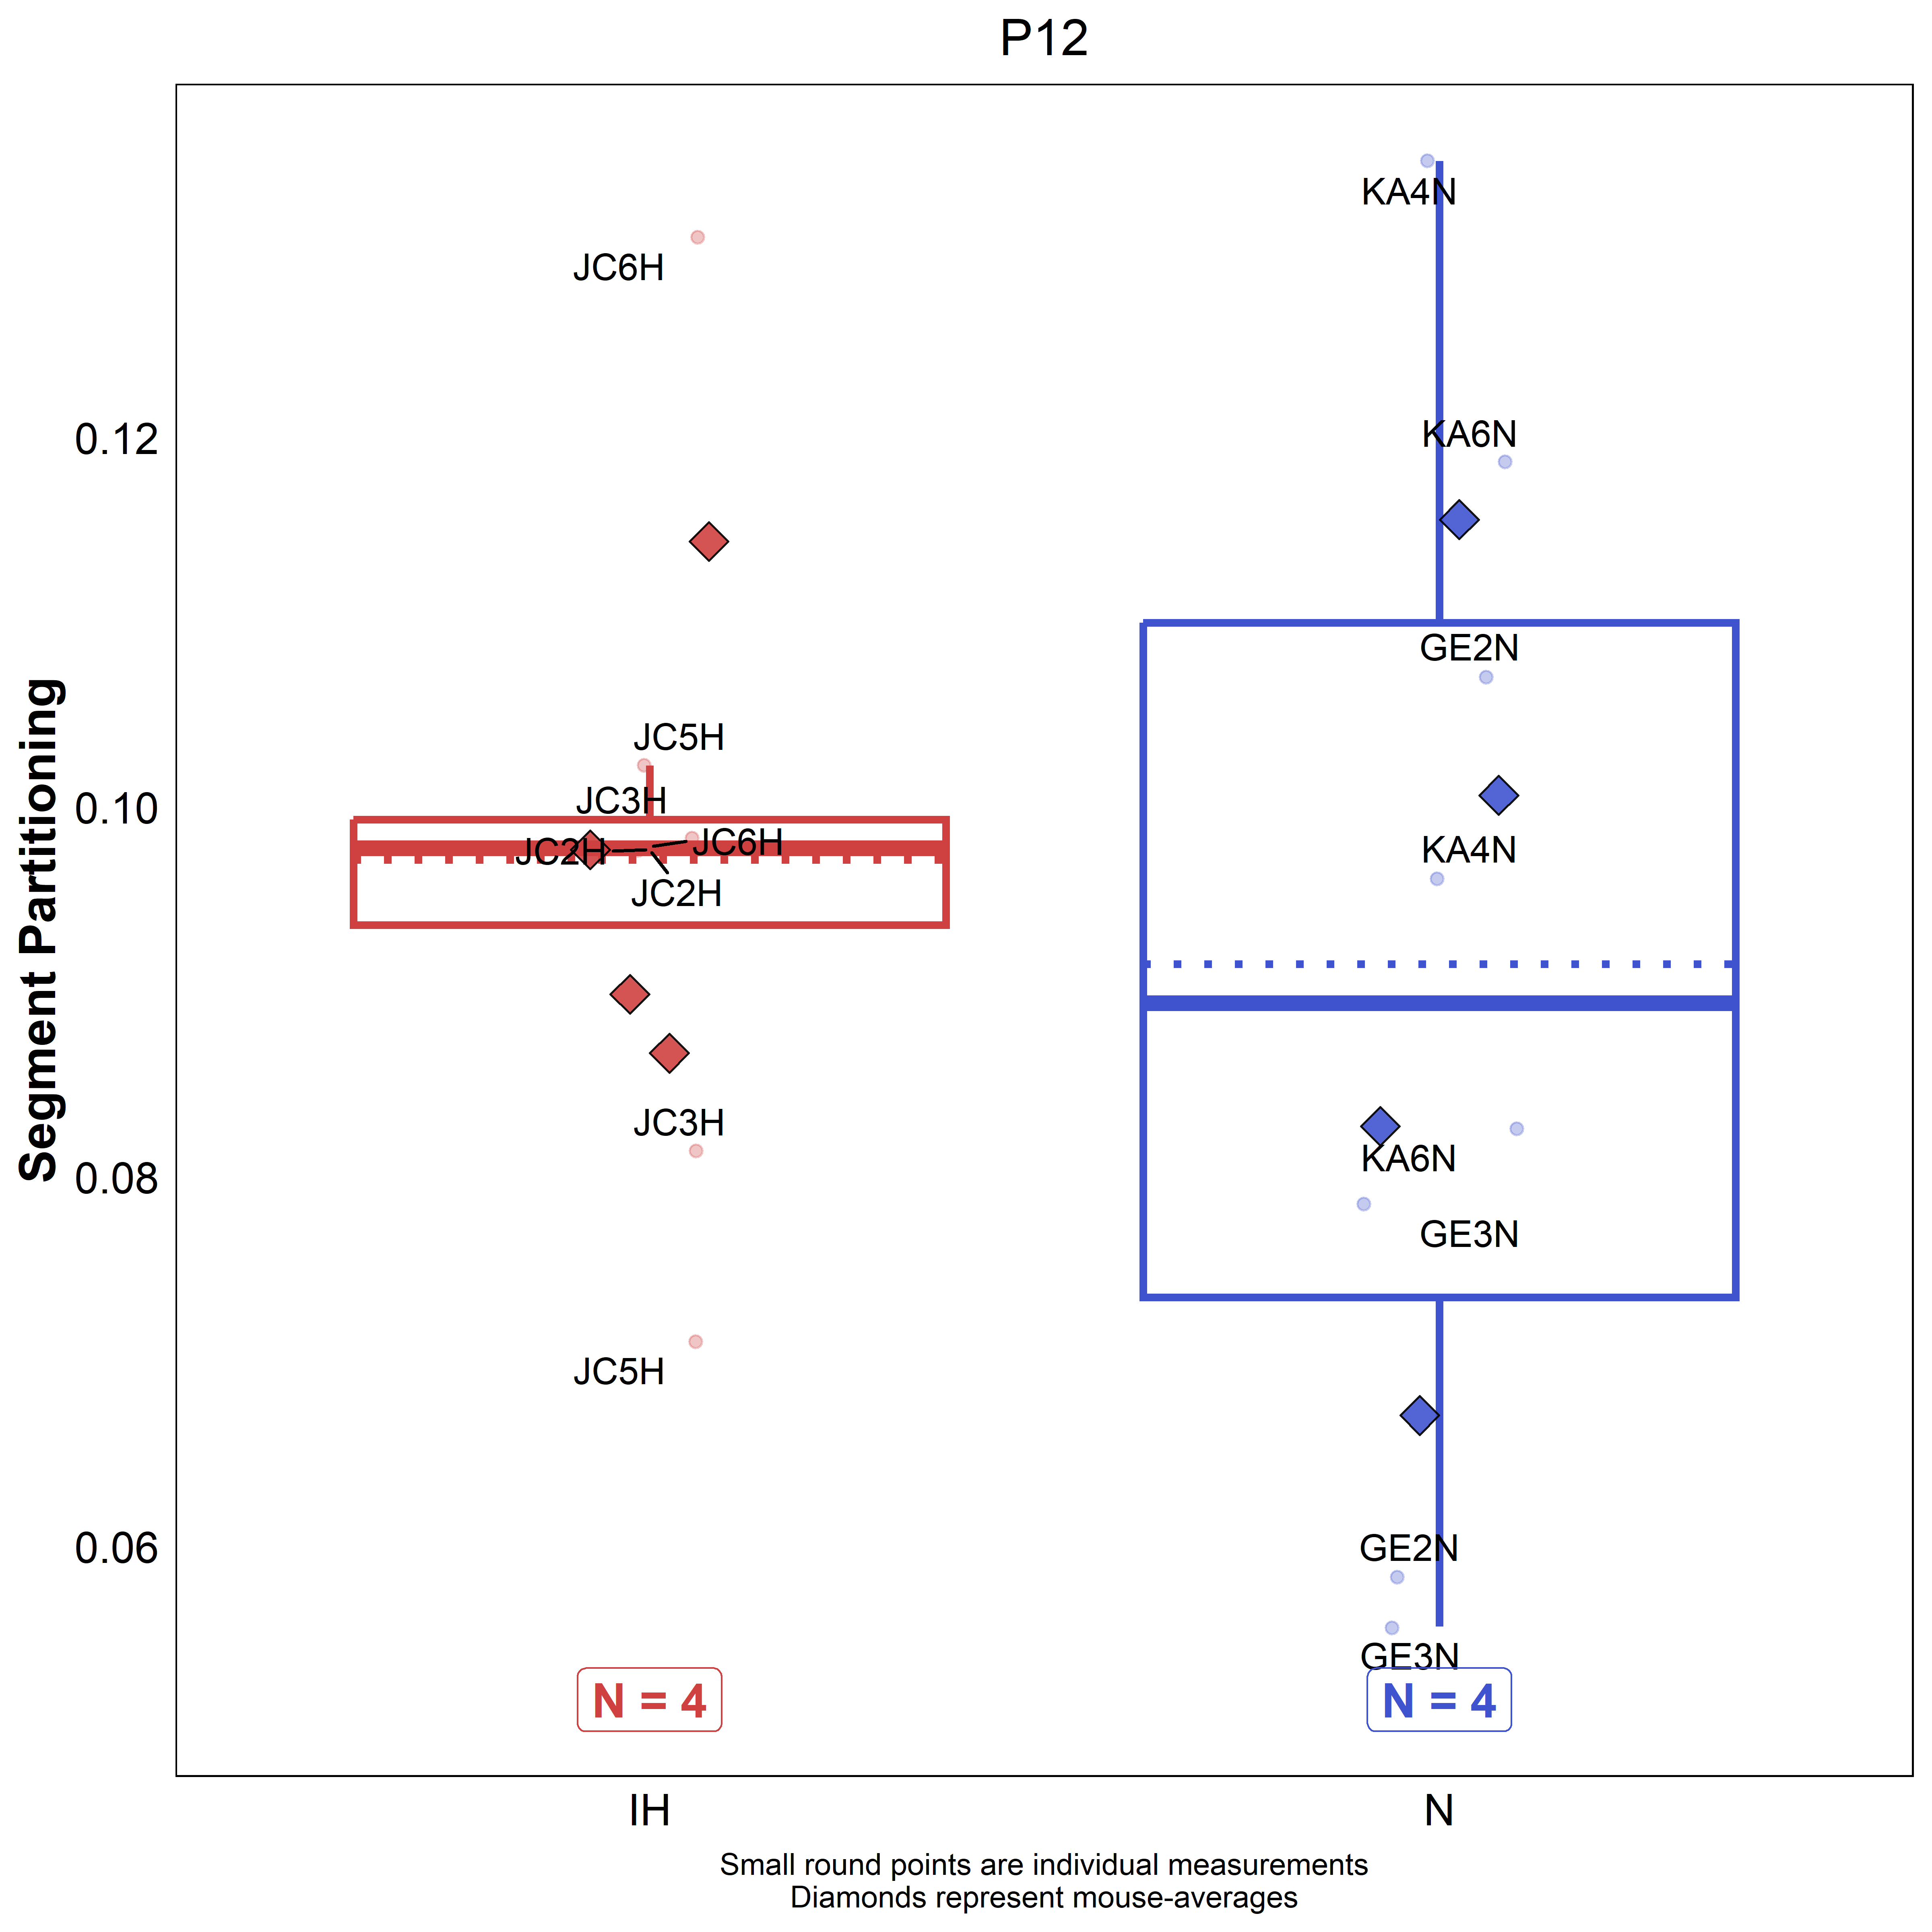 P12
KA4N
JC6H
KA6N
0.12
GE2N
JC5H
JC3H
0.10
JC2H
JC6H
KA4N
JC2H
Segment Partitioning
JC3H
KA6N
0.08
GE3N
JC5H
GE2N
0.06
GE3N
N = 4
N = 4
IH
N
Small round points are individual measurements
Diamonds represent mouse-averages